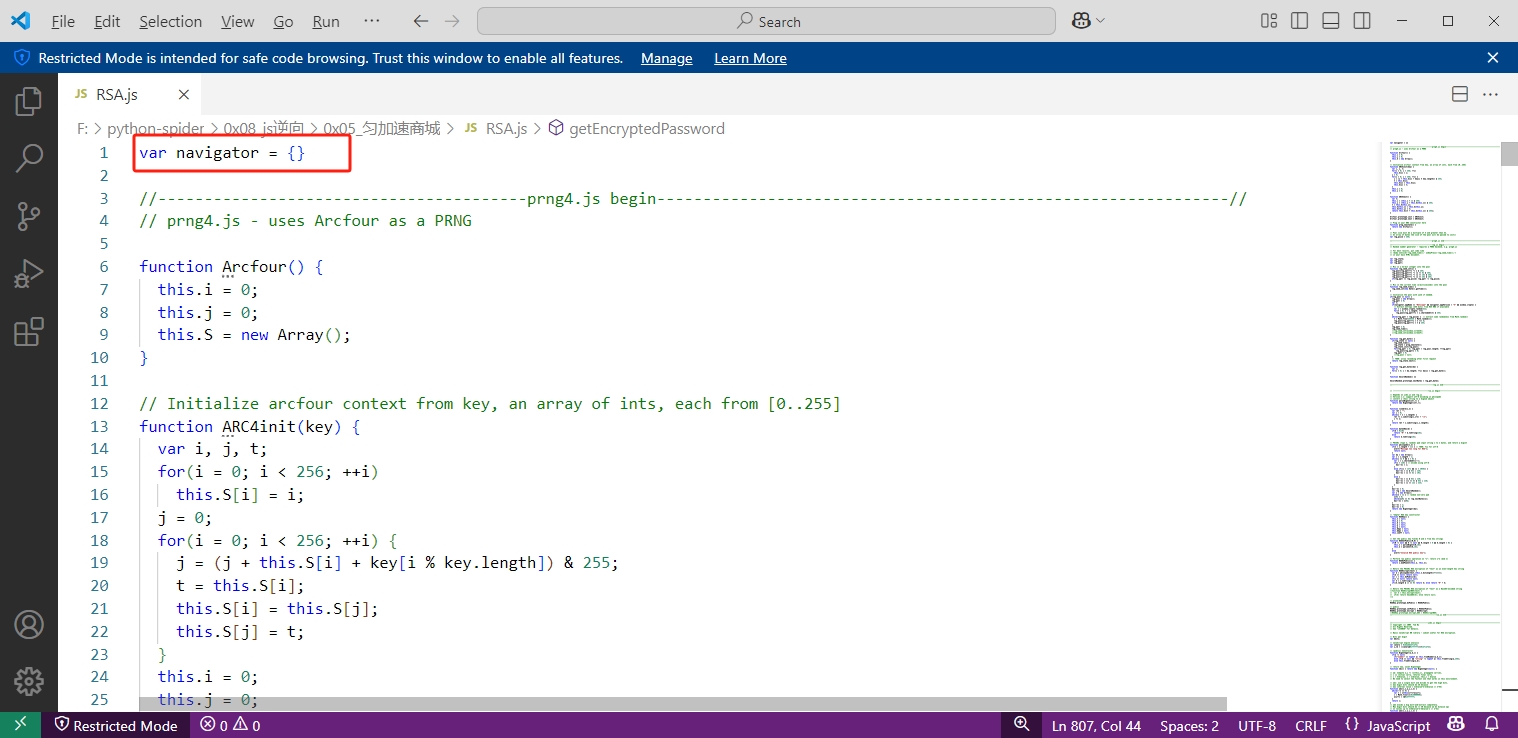 File Edit Selection View Go Run ··· Search
Restricted Mode is intended for safe code browsing. Trust this window to enable all features. Manage Learn More
JS RSA.js
F: > python-spider > 0x08_js逆向 > 0x05_匀加速商城 > JS RSA.js > getEncryptedPassword
1 var navigator = {}
2
3 //----------------------------------------prng4.js begin--------------------------------------------------------------//
4 // prng4.js - uses Arcfour as a PRNG
5
6 function Arcfour() {
7 this.i = 0;
8 this.j = 0;
9 this.S = new Array();
10 }
11
12 // Initialize arcfour context from key, an array of ints, each from [0..255]
13 function ARC4init(key) {
14 var i, j, t;
15 for(i = 0; i < 256; ++i)
16 this.S[i] = i;
17 j = 0;
18 for(i = 0; i < 256; ++i) {
19 j = (j + this.S[i] + key[i % key.length]) & 255;
20 t = this.S[i];
21 this.S[i] = this.S[j];
22 this.S[j] = t;
23 }
24 this.i = 0;
25 this.j = 0;
Restricted Mode 0 0 Ln 807, Col 44 Spaces: 2 UTF-8 CRLF {} JavaScript